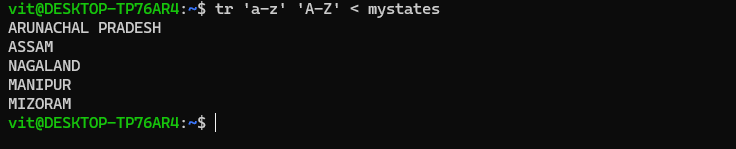 vit@DESKTOP-TP76AR4:~$ tr 'a-z' 'A-Z' < mystates
ARUNACHAL PRADESH
ASSAM
NAGALAND
MANIPUR
MIZORAM
vit@DESKTOP-TP76AR4:~$